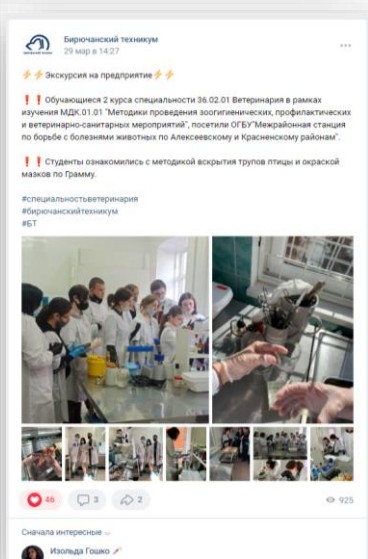 Бирючанский техникум
29 мар в 14:27
⚡⚡Экскурсия на предприятие⚡⚡
❗❗Обучающиеся 2 курса специальности 36.02.01 Ветеринария в рамках
изучения МДК.01.01 "Методики проведения зоогигиенических, профилактических
и ветеринарно-санитарных мероприятий", посетили ОГБУ"Межрайонная станция
по борьбе с болезнями животных по Алексеевскому и Красненскому районам".
❗❗Студенты ознакомились с методикой вскрытия трупов птицы и окраской
мазков по Грамму.
#специальностьветеринария
#бирючанскийтехникум
#БТ
46 3 2 925
Сначала интересные
Изольда Гошко